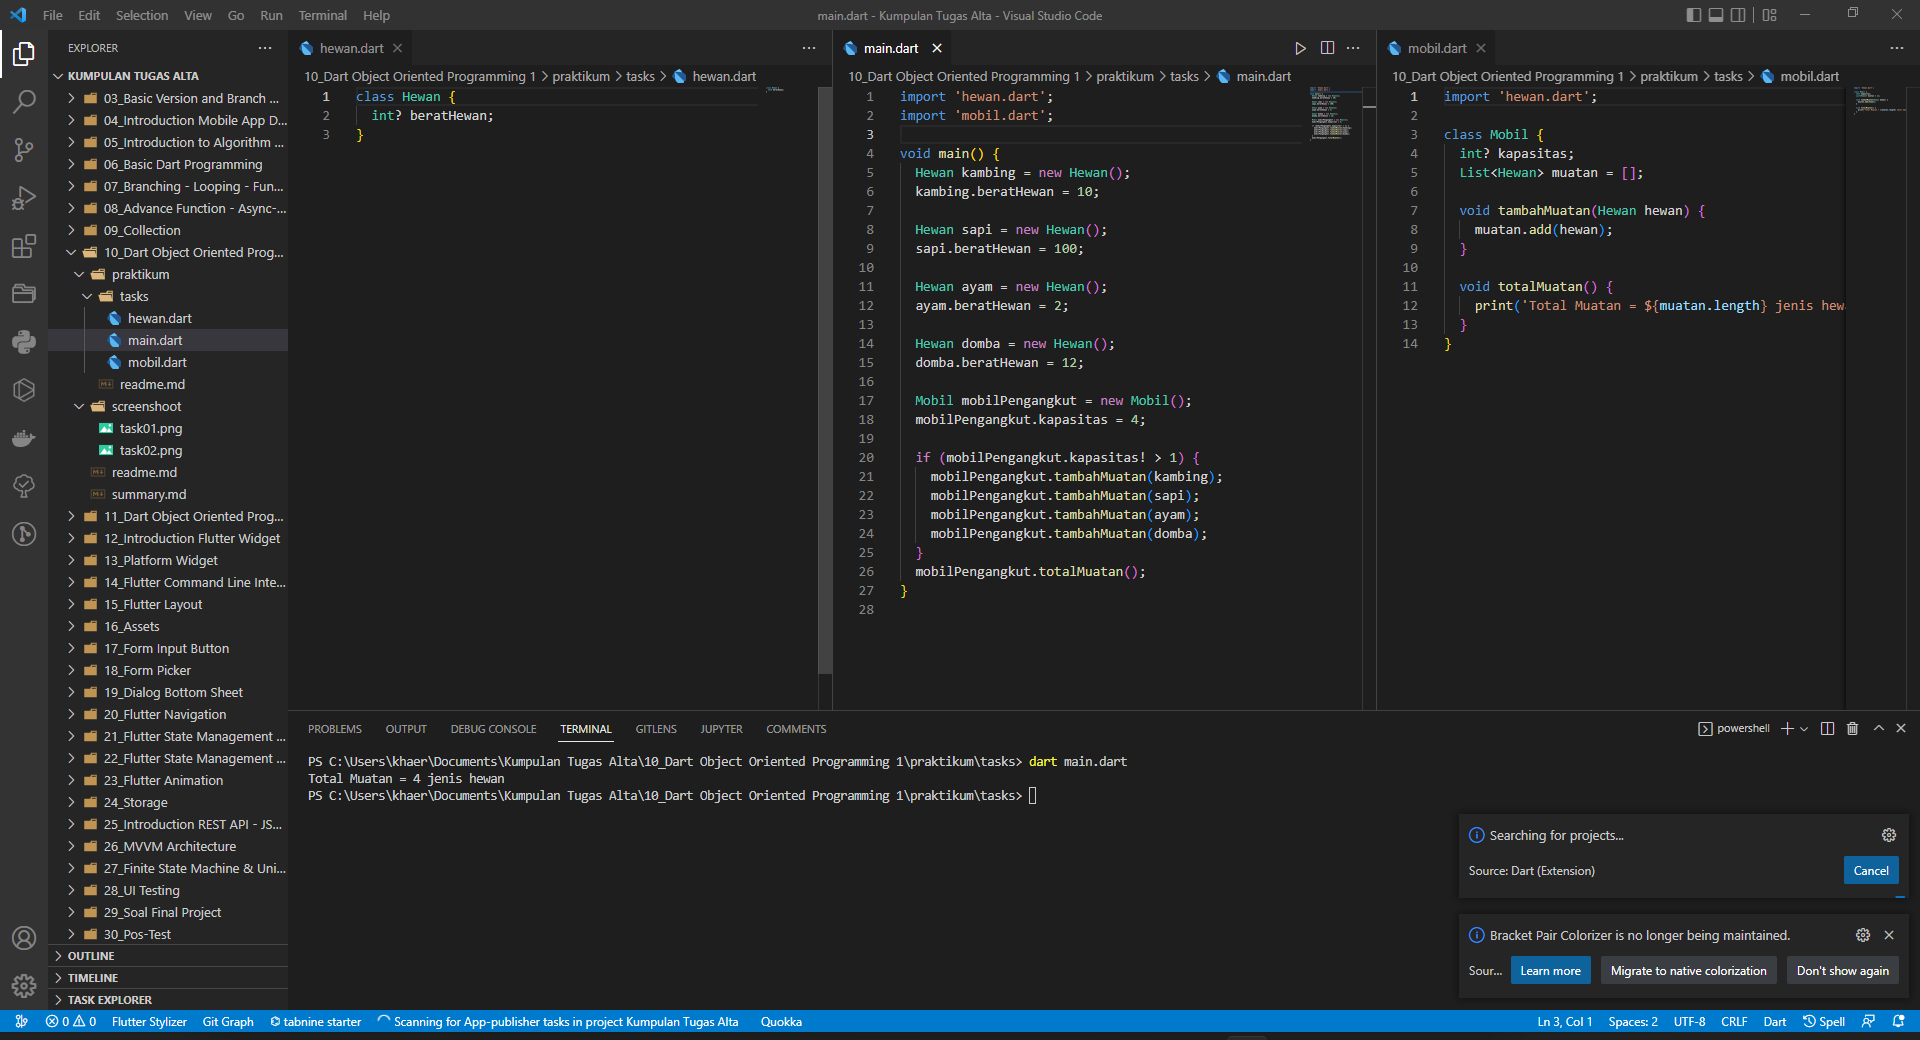 File Edit Selection View Go Run Terminal Help
main.dart - Kumpulan Tugas Alta - Visual Studio Code
EXPLORER
KUMPULAN TUGAS ALTA
03_Basic Version and Branch ...
04_Introduction Mobile App D...
05_Introduction to Algorithm ...
06_Basic Dart Programming
07_Branching - Looping - Fun...
08_Advance Function - Async-...
09_Collection
10_Dart Object Oriented Prog...
praktikum
tasks
hewan.dart
main.dart
mobil.dart
readme.md
screenshoot
task01.png
task02.png
readme.md
summary.md
11_Dart Object Oriented Prog...
12_Introduction Flutter Widget
13_Platform Widget
14_Flutter Command Line Inte...
15_Flutter Layout
16_Assets
17_Form Input Button
18_Form Picker
19_Dialog Bottom Sheet
20_Flutter Navigation
21_Flutter State Management ...
22_Flutter State Management ...
23_Flutter Animation
24_Storage
25_Introduction REST API - JS...
26_MVVM Architecture
27_Finite State Machine & Uni...
28_UI Testing
29_Soal Final Project
30_Pos-Test
OUTLINE
TIMELINE
TASK EXPLORER
hewan.dart
10_Dart Object Oriented Programming 1 > praktikum > tasks > hewan.dart
1 class Hewan {
2 int? beratHewan;
3 }
main.dart
10_Dart Object Oriented Programming 1 > praktikum > tasks > main.dart
1 import 'hewan.dart';
2 import 'mobil.dart';
3
4 void main() {
5 Hewan kambing = new Hewan();
6 kambing.beratHewan = 10;
7
8 Hewan sapi = new Hewan();
9 sapi.beratHewan = 100;
10
11 Hewan ayam = new Hewan();
12 ayam.beratHewan = 2;
13
14 Hewan domba = new Hewan();
15 domba.beratHewan = 12;
16
17 Mobil mobilPengangkut = new Mobil();
18 mobilPengangkut.kapasitas = 4;
19
20 if (mobilPengangkut.kapasitas! > 1) {
21 mobilPengangkut.tambahMuatan(kambing);
22 mobilPengangkut.tambahMuatan(sapi);
23 mobilPengangkut.tambahMuatan(ayam);
24 mobilPengangkut.tambahMuatan(domba);
25 }
26 mobilPengangkut.totalMuatan();
27 }
28
mobil.dart
10_Dart Object Oriented Programming 1 > praktikum > tasks > mobil.dart
1 import 'hewan.dart';
2
3 class Mobil {
4 int? kapasitas;
5 List<Hewan> muatan = [];
6
7 void tambahMuatan(Hewan hewan) {
8 muatan.add(hewan);
9 }
10
11 void totalMuatan() {
12 print('Total Muatan = ${muatan.length} jenis hew
13 }
14 }
PROBLEMS OUTPUT DEBUG CONSOLE TERMINAL GITLENS JUPYTER COMMENTS
powershell
PS C:\Users\khaer\Documents\Kumpulan Tugas Alta\10_Dart Object Oriented Programming 1\praktikum\tasks> dart main.dart
Total Muatan = 4 jenis hewan
PS C:\Users\khaer\Documents\Kumpulan Tugas Alta\10_Dart Object Oriented Programming 1\praktikum\tasks>
Searching for projects...
Source: Dart (Extension)
Cancel
Bracket Pair Colorizer is no longer being maintained.
Sour... Learn more Migrate to native colorization Don't show again
0 0 Flutter Stylizer Git Graph tabnine starter Scanning for App-publisher tasks in project Kumpulan Tugas Alta Quokka
Ln 3, Col 1 Spaces: 2 UTF-8 CRLF Dart Spell